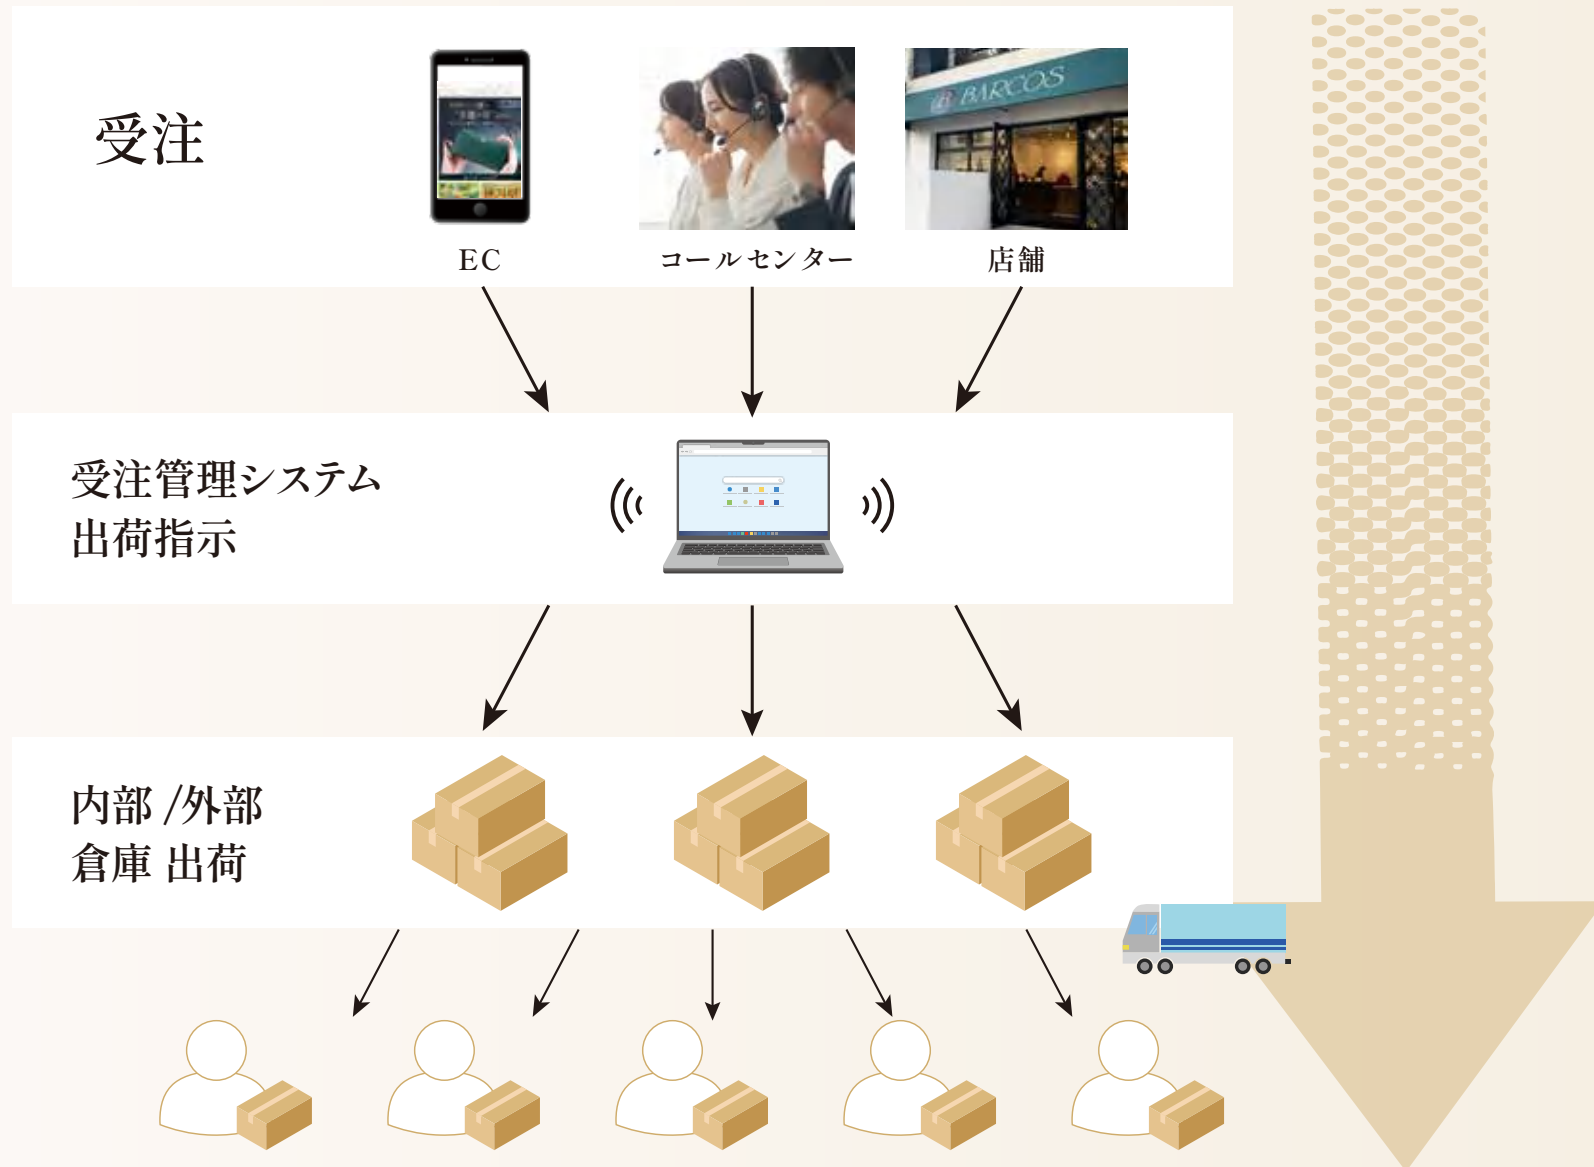 受注
BARCOS
EC
コールセンター
店舗
受注管理システム
出荷指示
内部 /外部
倉庫 出荷